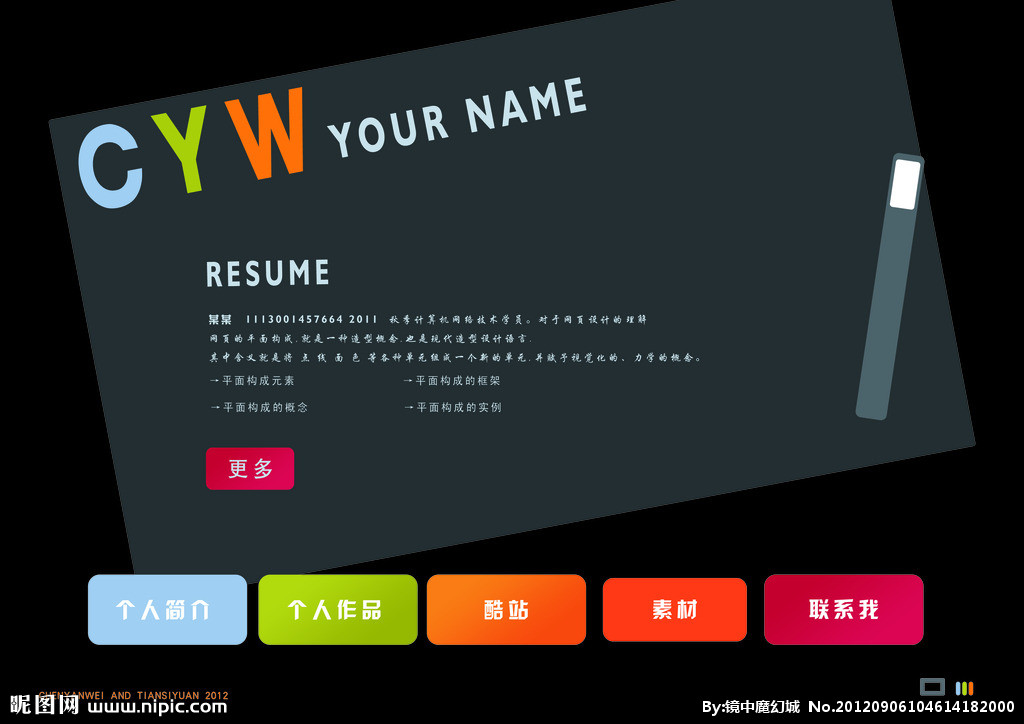 CYW YOUR NAME
RESUME
某某 1113001457664 2011 秋季计算机网络技术学员。对于网页设计的理解
网页的平面构成,就是一种造型概念,也是现代造型设计语言.
其中含义就是将 点 线 面 色 等各种单元组成一个新的单元,并赋予视觉化的、力学的概念。
→平面构成元素 →平面构成的框架
→平面构成的概念 →平面构成的实例
更多
个人简介 个人作品 酷站 素材 联系我
CHENYANWEI AND TIANSIYUAN 2012
昵图网 www.nipic.com
By:镜中魔幻城 No.20120906104614182000